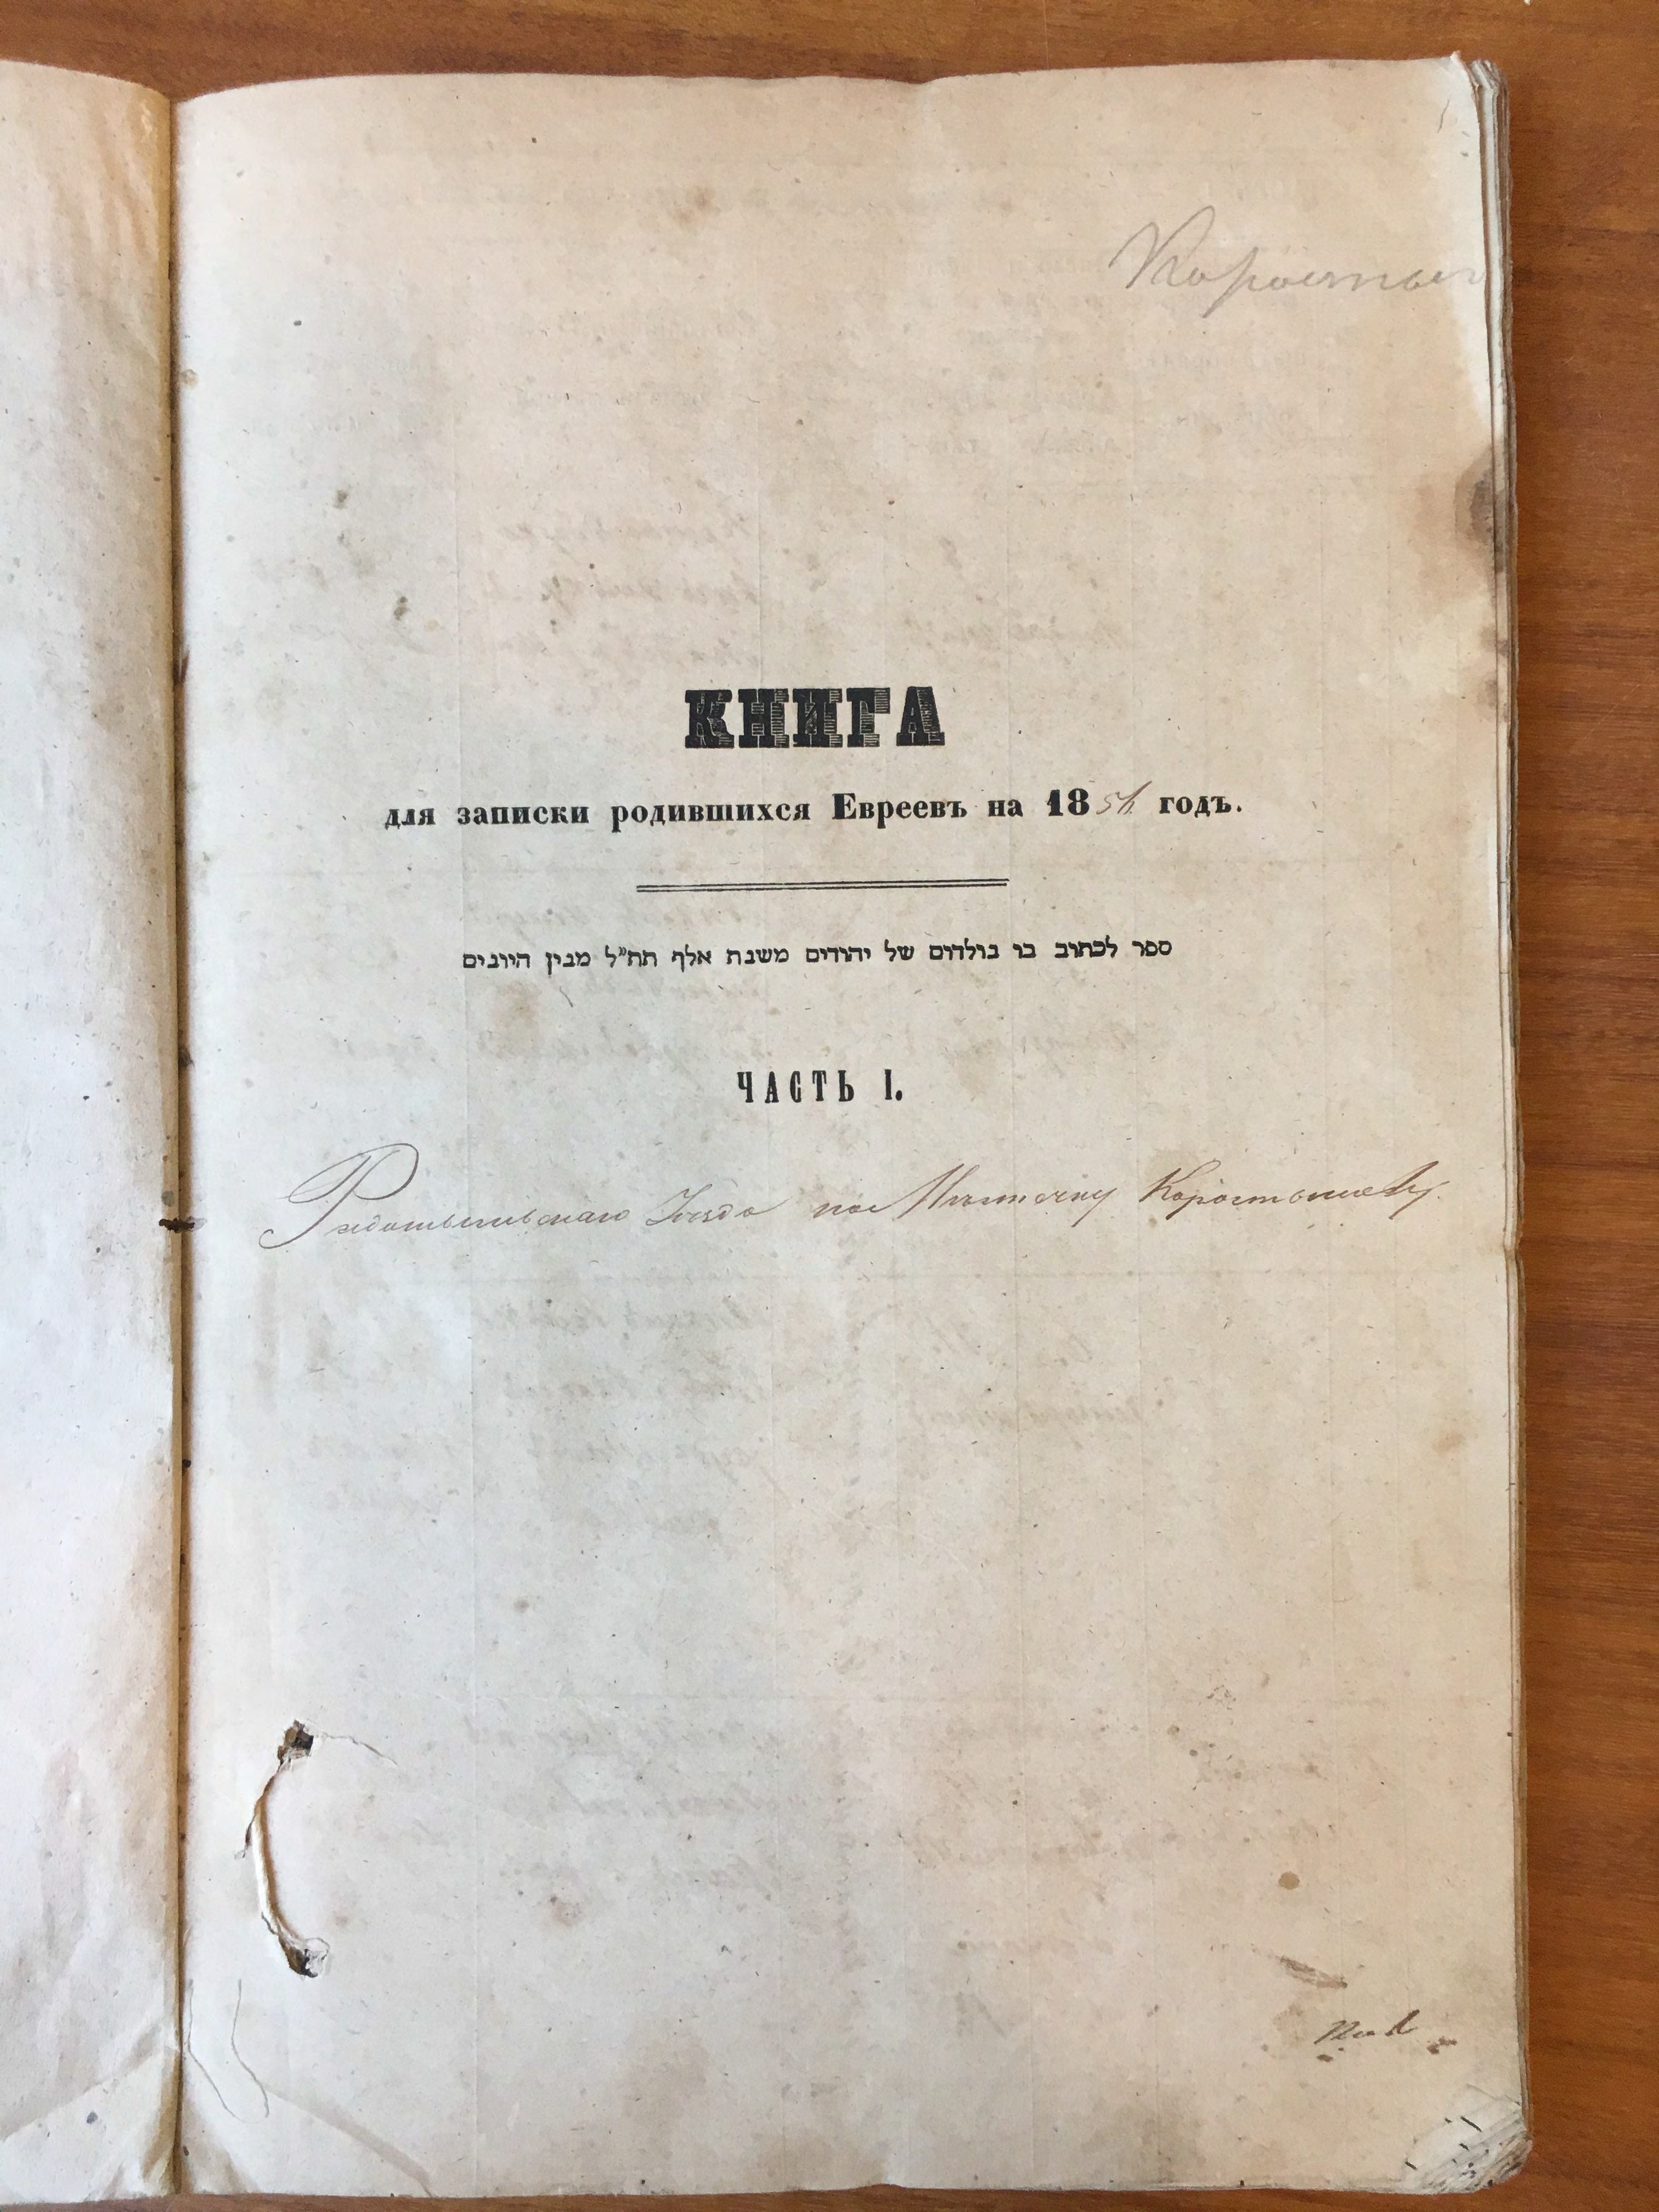 Коростыш
КНИГА
для записки родившихся Евреевъ на 1854 годъ.
ספר לכתוב בו נולדים של יהודים משנת אלף תת״ל מבין היונים
ЧАСТЬ I.
Радомысльскаго Уезда по Местечку Коростышеву.